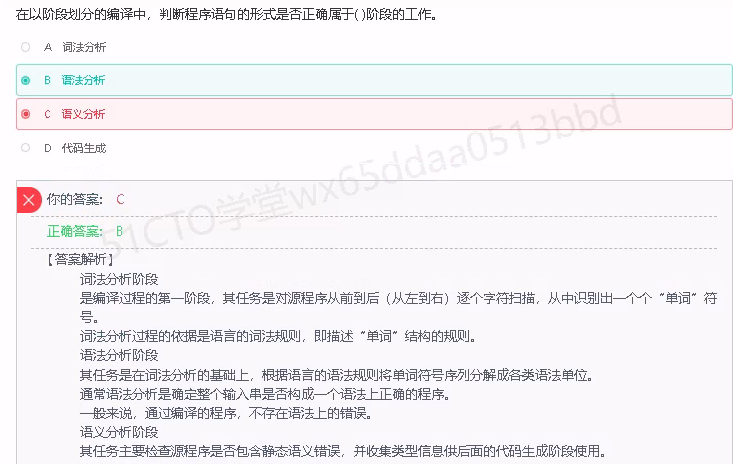 在以阶段划分的编译中，判断程序语句的形式是否正确属于( )阶段的工作。
A 词法分析
B 语法分析
C 语义分析
D 代码生成
你的答案： C
正确答案： B
【答案解析】
词法分析阶段
是编译过程的第一阶段，其任务是对源程序从前到后（从左到右）逐个字符扫描，从中识别出一个个“单词”符
号。
词法分析过程的依据是语言的词法规则，即描述“单词”结构的规则。
语法分析阶段
其任务是在词法分析的基础上，根据语言的语法规则将单词符号序列分解成各类语法单位。
通常语法分析是确定整个输入串是否构成一个语法上正确的程序。
一般来说，通过编译的程序，不存在语法上的错误。
语义分析阶段
其任务主要检查源程序是否包含静态语义错误，并收集类型信息供后面的代码生成阶段使用。
51CTO学堂wx65ddaa0513bbd